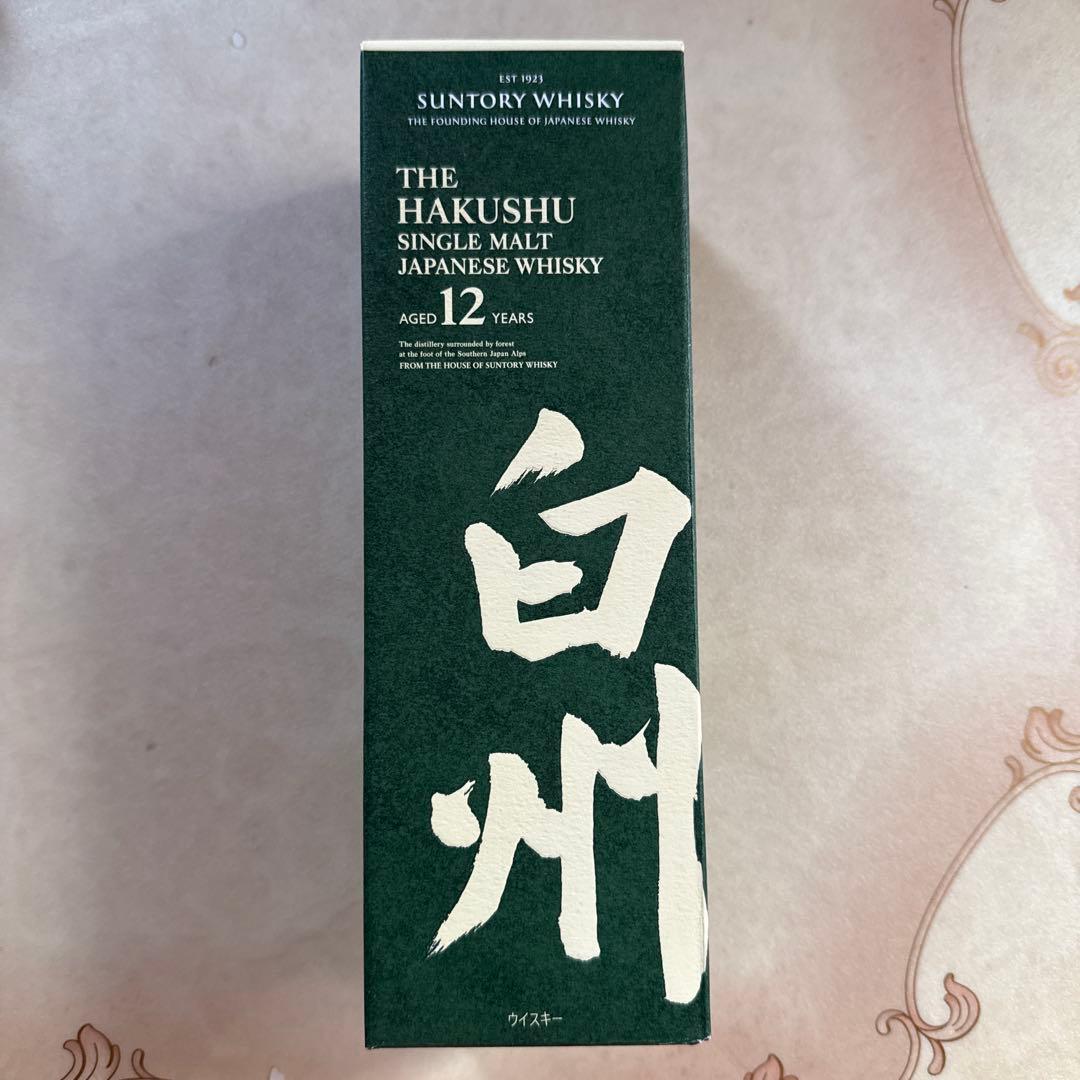 EST 1923
SUNTORY WHISKY
THE FOUNDING HOUSE OF JAPANESE WHISKY
THE
HAKUSHU
SINGLE MALT
JAPANESE WHISKY
AGED 12 YEARS
The distillery surrounded by forest
at the foot of the Southern Japan Alps
FROM THE HOUSE OF SUNTORY WHISKY
白州
ウイスキー